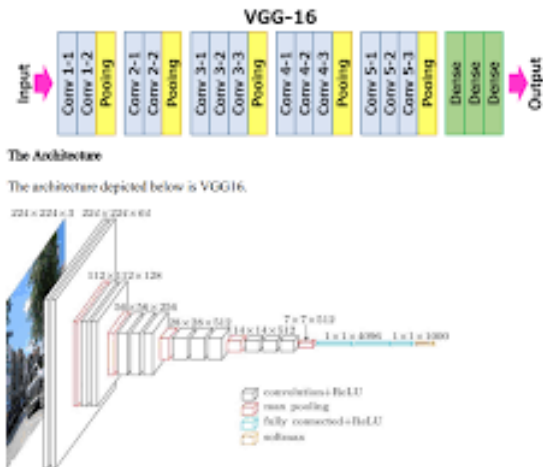 VGG-16
Input
Conv 1-1
Conv 1-2
Pooling
Conv 2-1
Conv 2-2
Pooling
Conv 3-1
Conv 3-2
Conv 3-3
Pooling
Conv 4-1
Conv 4-2
Conv 4-3
Pooling
Conv 5-1
Conv 5-2
Conv 5-3
Pooling
Dense
Dense
Dense
Output
The Architecture
The architecture depicted below is VGG16.
224 × 224 × 3 224 × 224 × 64
112 × 112 × 128
56 × 56 × 256
28 × 28 × 512
14 × 14 × 512
7 × 7 × 512
1 × 1 × 4096 1 × 1 × 1000
convolution+ReLU
max pooling
fully connected+ReLU
softmax